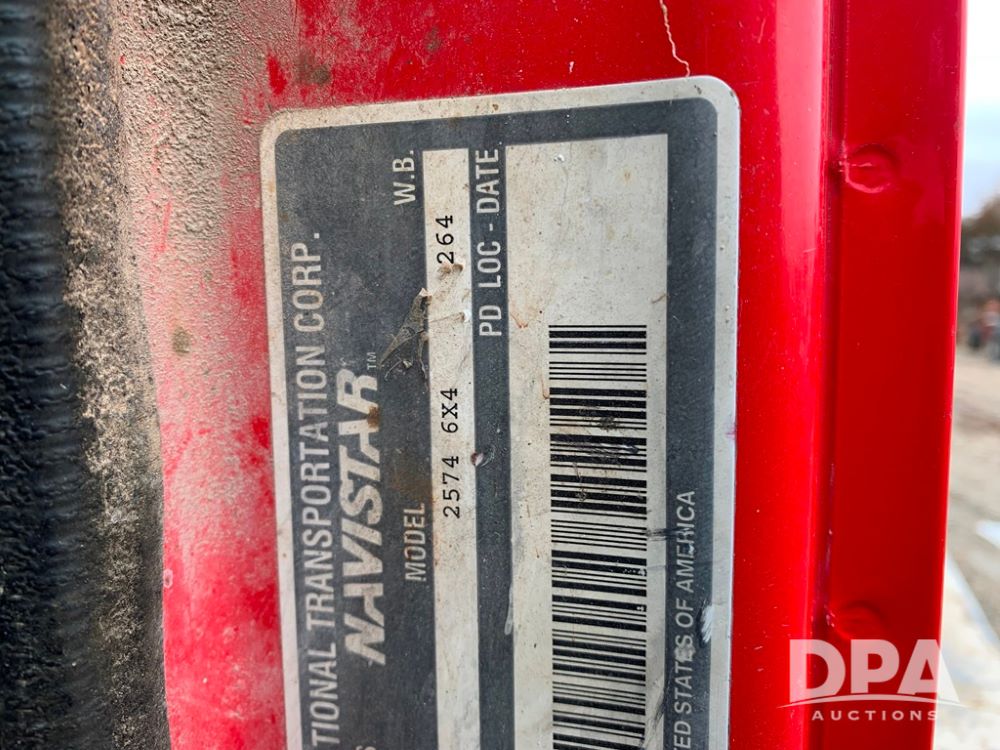 TIONAL TRANSPORTATION CORP.
NAVISTAR™
MODEL W.B.
2574 6X4 264
PD LOC - DATE
ED STATES OF AMERICA
DPA
AUCTIONS